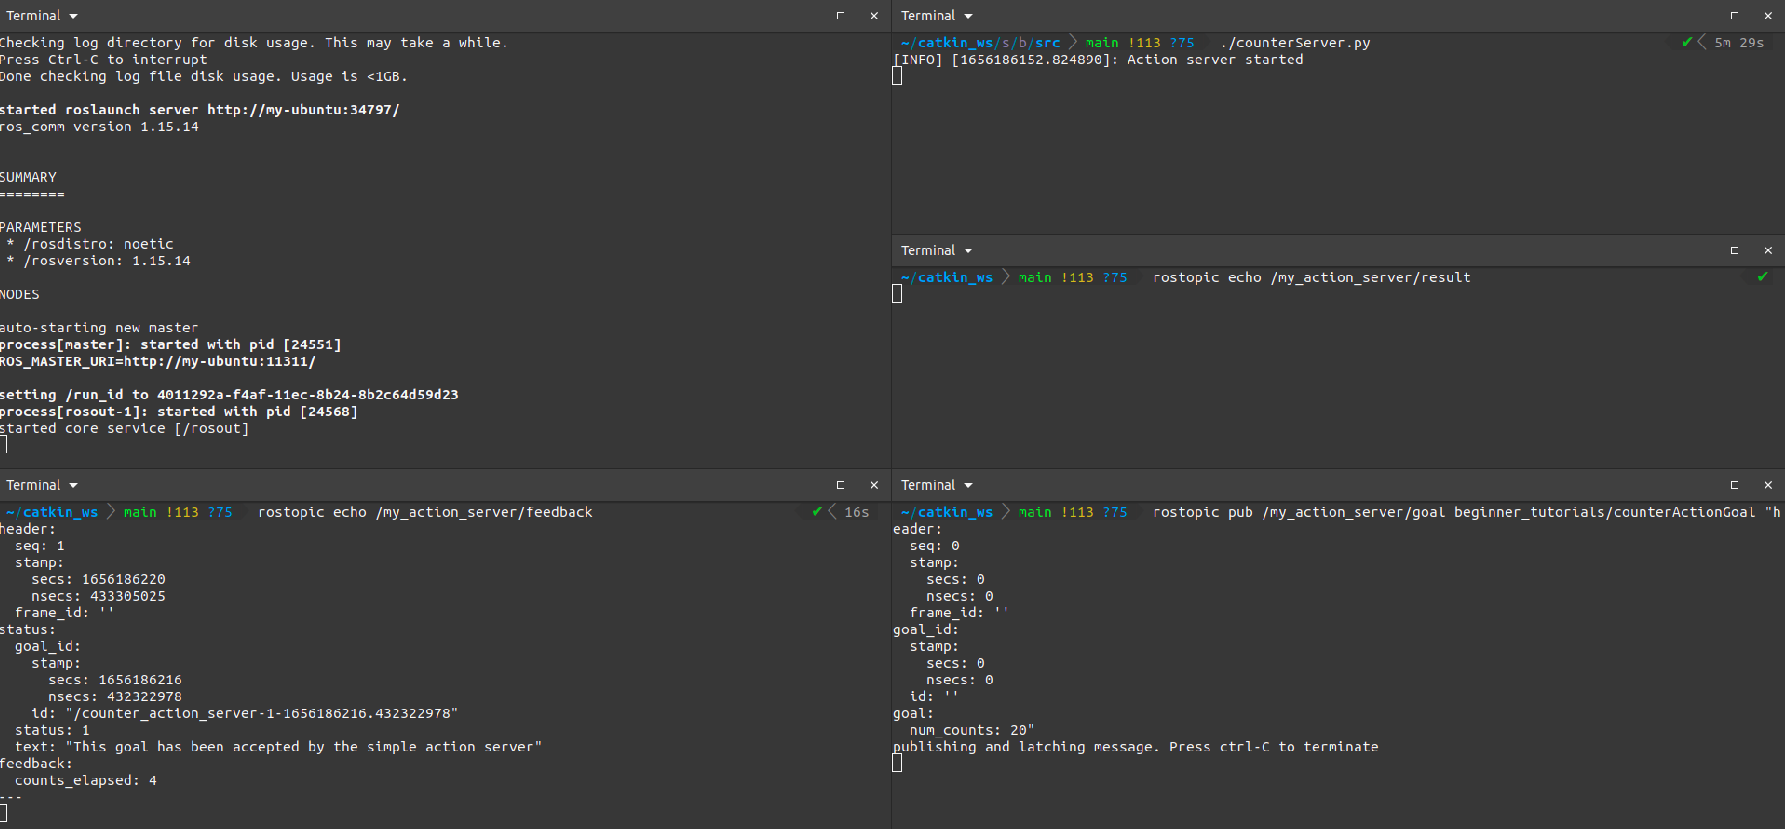 Terminal
Checking log directory for disk usage. This may take a while.
Press Ctrl-C to interrupt
Done checking log file disk usage. Usage is <1GB.
started roslaunch server http://my-ubuntu:34797/
ros_comm version 1.15.14
SUMMARY
========
PARAMETERS
 * /rosdistro: noetic
 * /rosversion: 1.15.14
NODES
auto-starting new master
process[master]: started with pid [24551]
ROS_MASTER_URI=http://my-ubuntu:11311/
setting /run_id to 4011292a-f4af-11ec-8b24-8b2c64d59d23
process[rosout-1]: started with pid [24568]
started core service [/rosout]
Terminal
~/catkin_ws/s/b/src main !113 ?75 ./counterServer.py ✔ 5m 29s
[INFO] [1656186152.824890]: Action server started
Terminal
~/catkin_ws main !113 ?75 rostopic echo /my_action_server/result ✔
Terminal
~/catkin_ws main !113 ?75 rostopic echo /my_action_server/feedback ✔ 16s
header:
  seq: 1
  stamp:
    secs: 1656186220
    nsecs: 433305025
  frame_id: ''
status:
  goal_id:
    stamp:
      secs: 1656186216
      nsecs: 432322978
    id: "/counter_action_server-1-1656186216.432322978"
  status: 1
  text: "This goal has been accepted by the simple action server"
feedback:
  counts_elapsed: 4
---
Terminal
~/catkin_ws main !113 ?75 rostopic pub /my_action_server/goal beginner_tutorials/counterActionGoal "h
eader:
  seq: 0
  stamp:
    secs: 0
    nsecs: 0
  frame_id: ''
goal_id:
  stamp:
    secs: 0
    nsecs: 0
  id: ''
goal:
  num_counts: 20"
publishing and latching message. Press ctrl-C to terminate